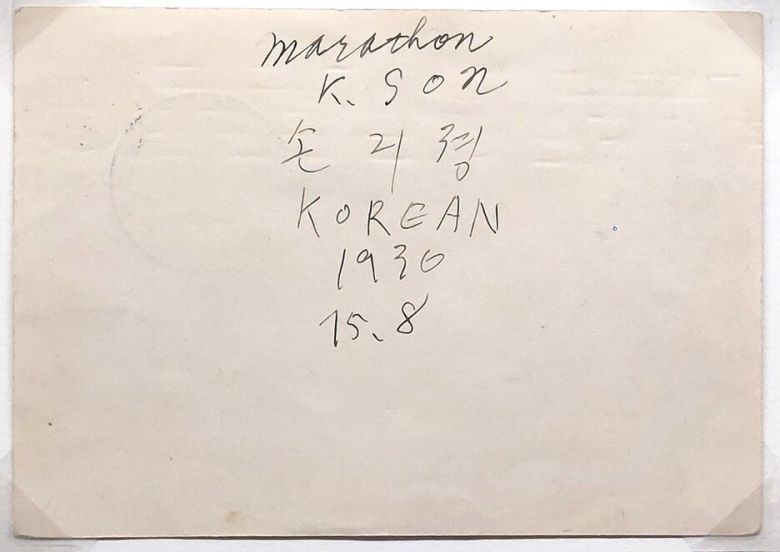 marathon
K. SON
손 긔 졍
KOREAN
1936
15.8